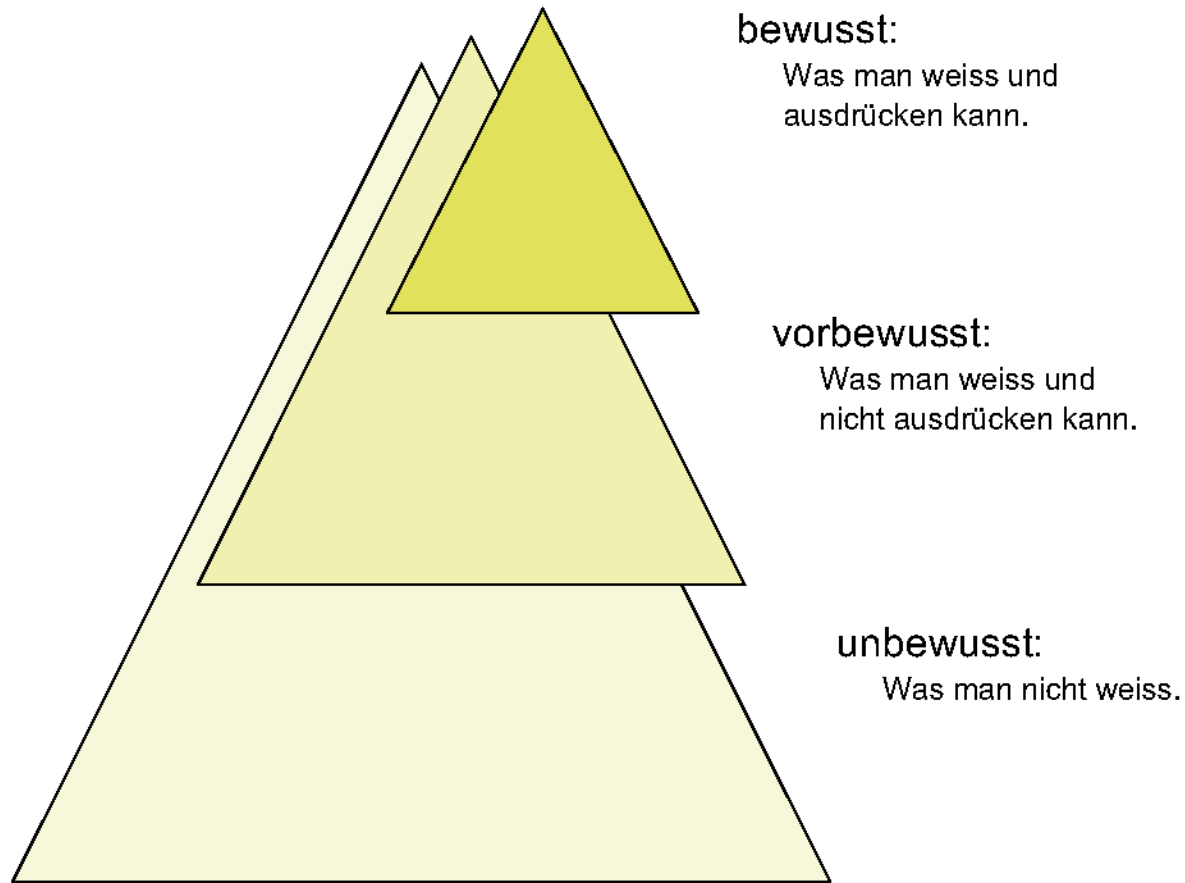 bewusst:
Was man weiss und
ausdrücken kann.
vorbewusst:
Was man weiss und
nicht ausdrücken kann.
unbewusst:
Was man nicht weiss.